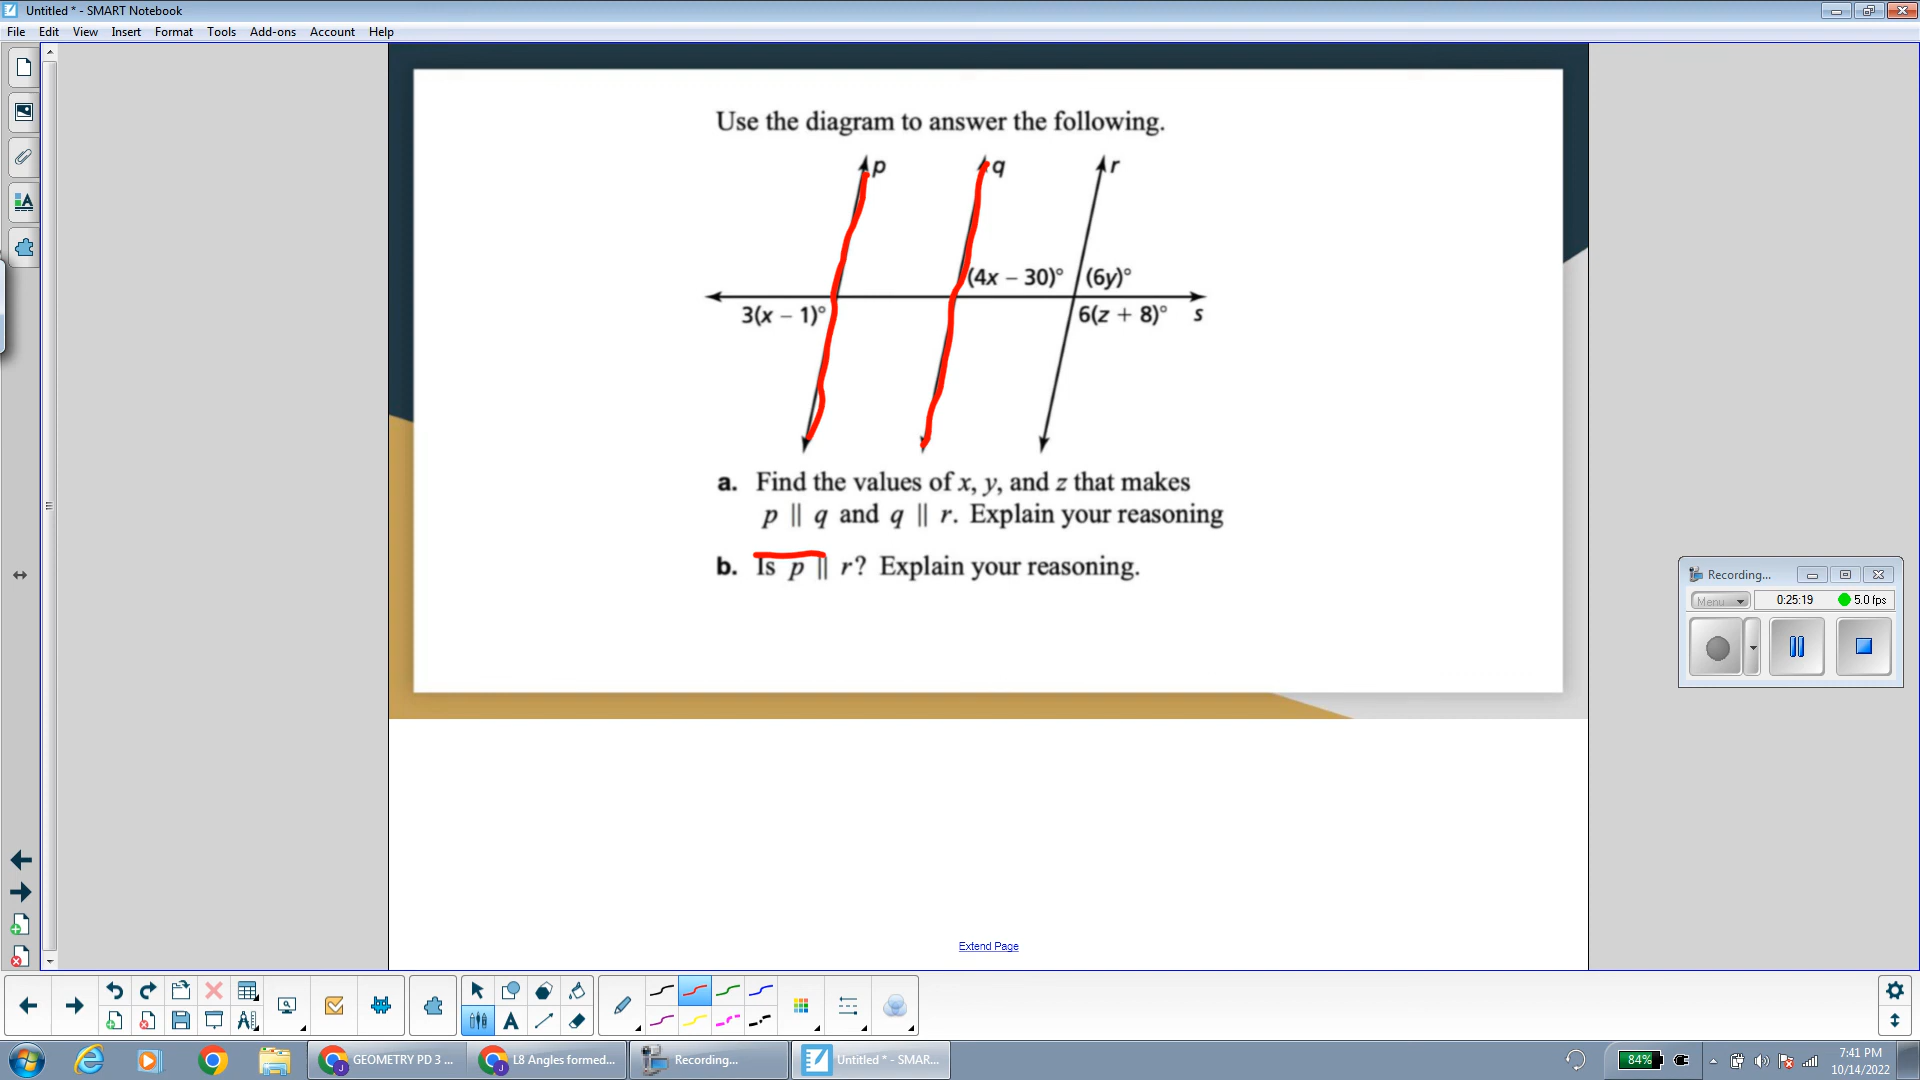 Untitled * - SMART Notebook
File Edit View Insert Format Tools Add-ons Account Help
Use the diagram to answer the following.
p q r
(4x – 30)° (6y)°
3(x – 1)° 6(z + 8)° s
a. Find the values of x, y, and z that makes
p || q and q || r. Explain your reasoning
b. Is p || r? Explain your reasoning.
Recording...
Menu 0:25:19 5.0 fps
Extend Page
A
GEOMETRY PD 3 ... L8 Angles formed... Recording... Untitled * - SMAR... 84% 7:41 PM
10/14/2022